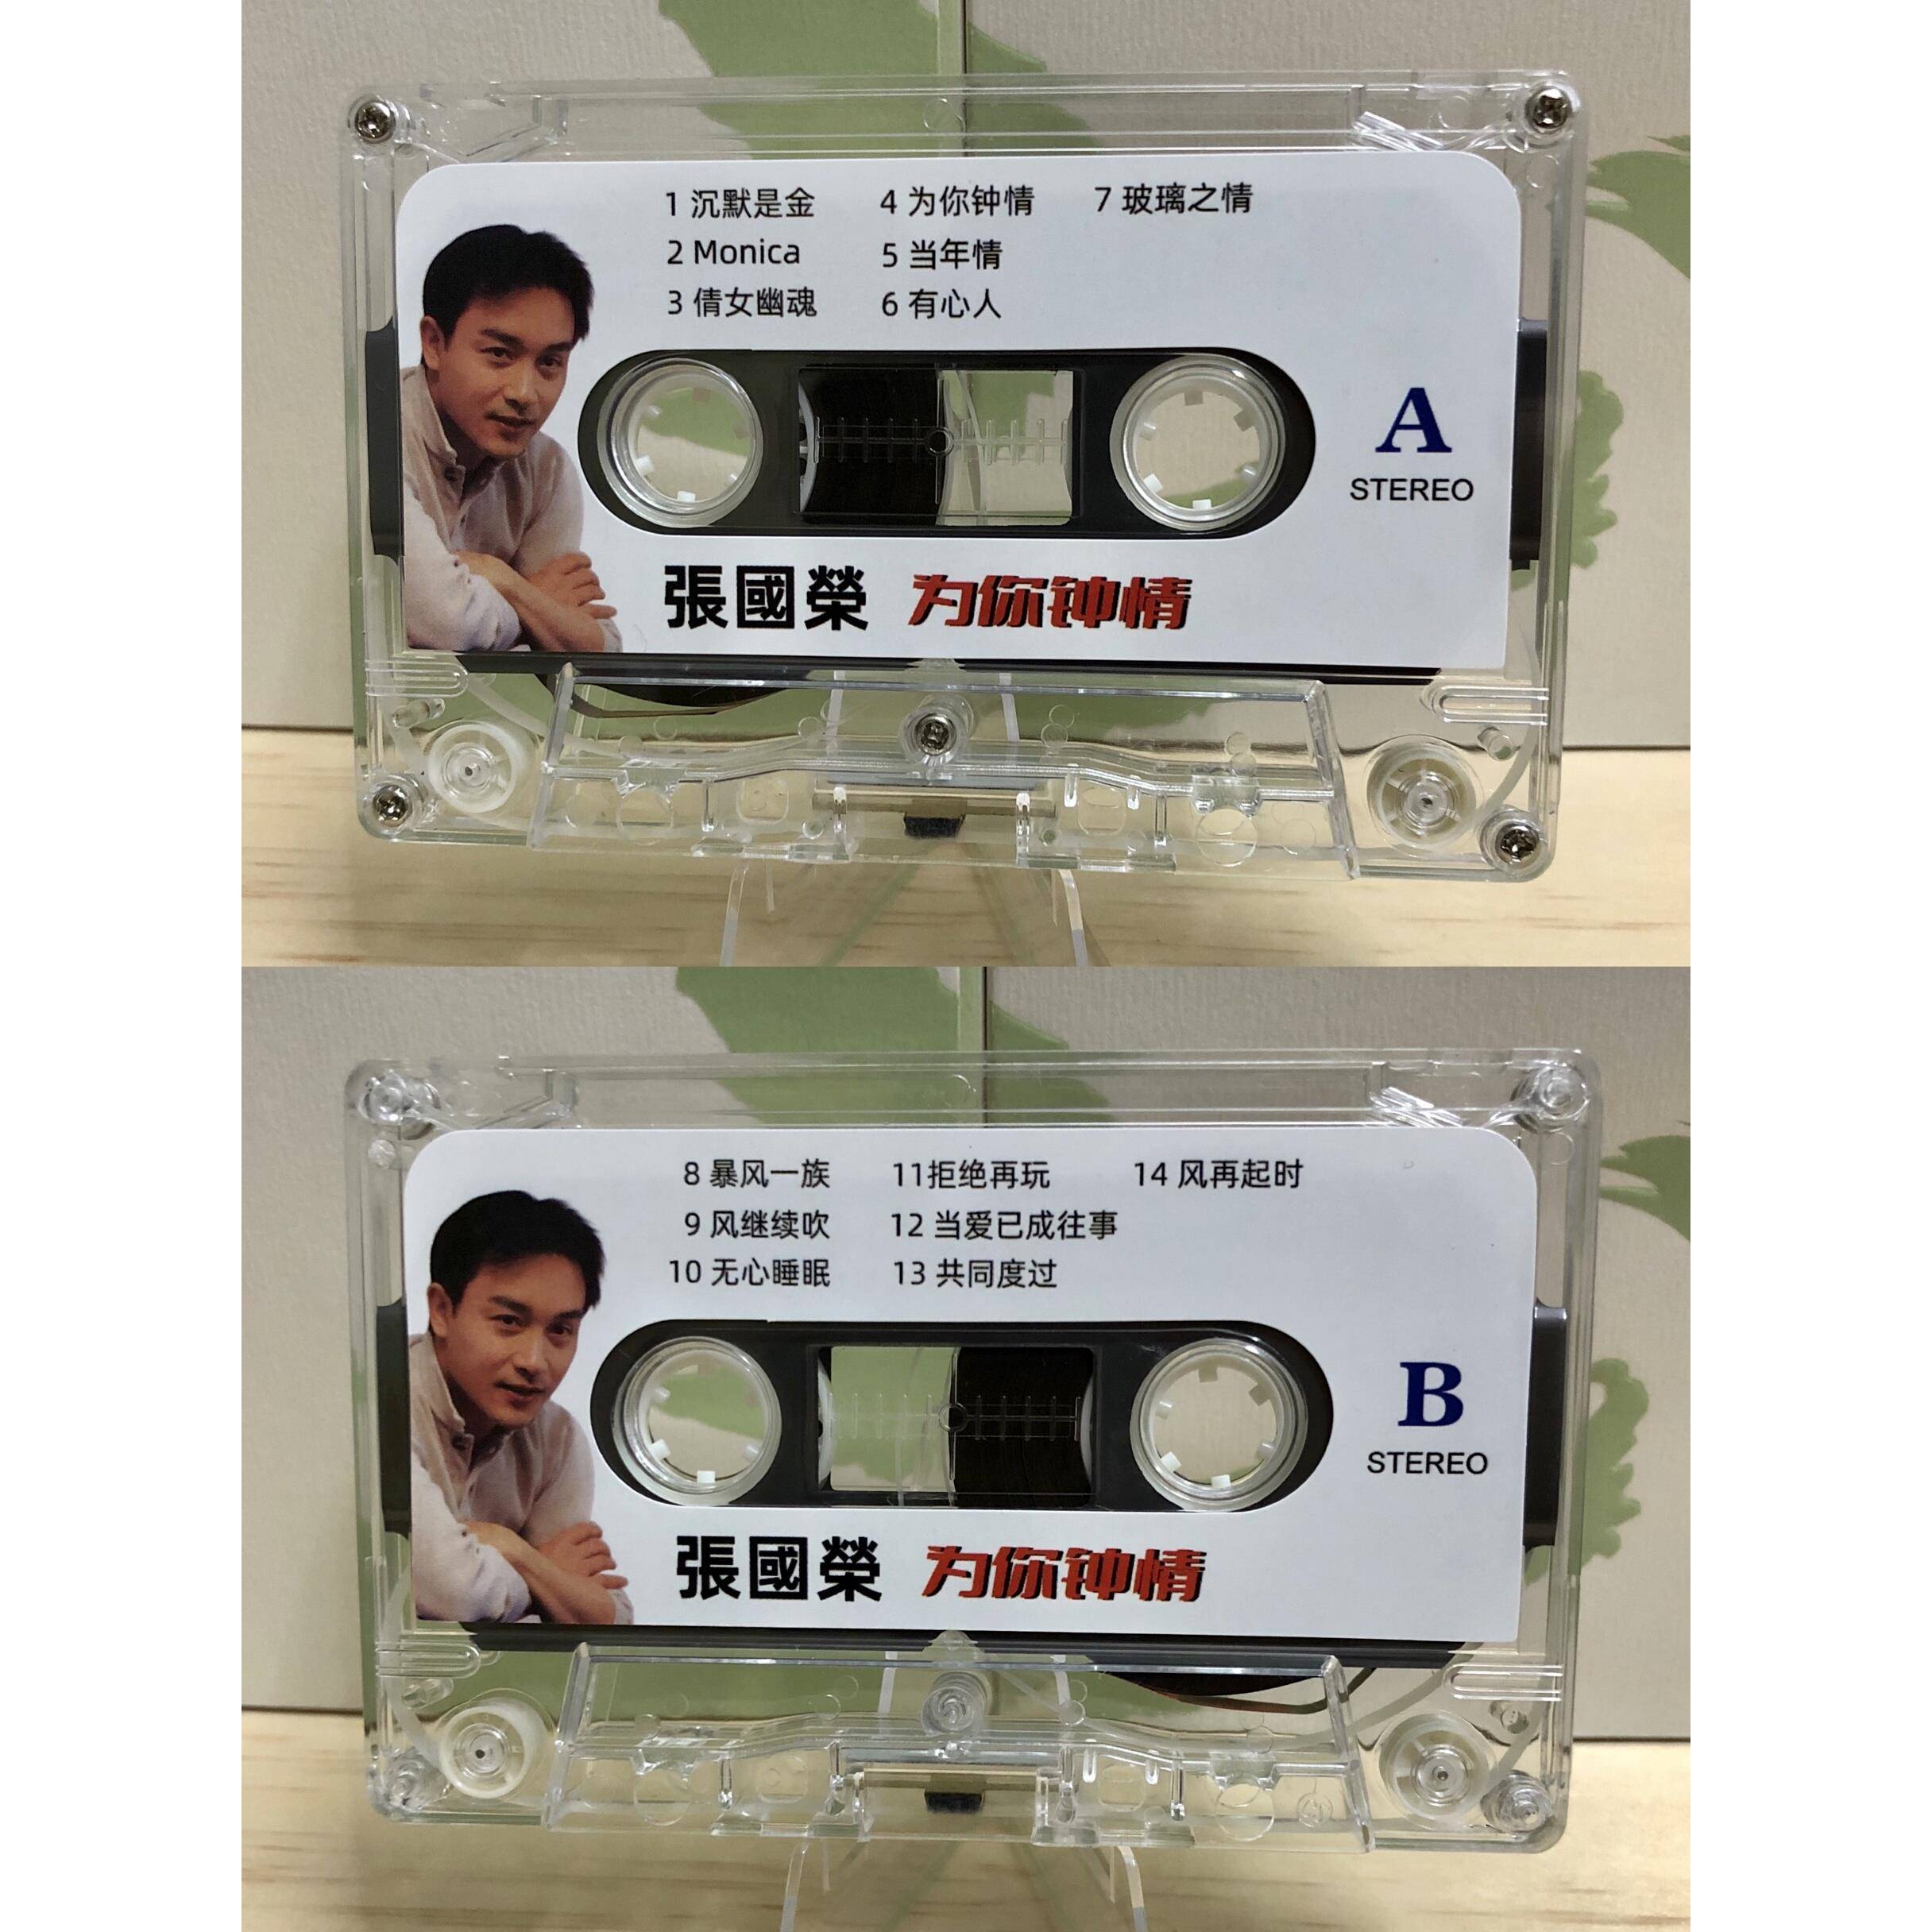 1 沉默是金
2 Monica
3 倩女幽魂
4 为你钟情
5 当年情
6 有心人
7 玻璃之情
A
STEREO
張國榮 为你钟情
8 暴风一族
9 风继续吹
10 无心睡眠
11拒绝再玩
12 当爱已成往事
13 共同度过
14 风再起时
B
STEREO
張國榮 为你钟情